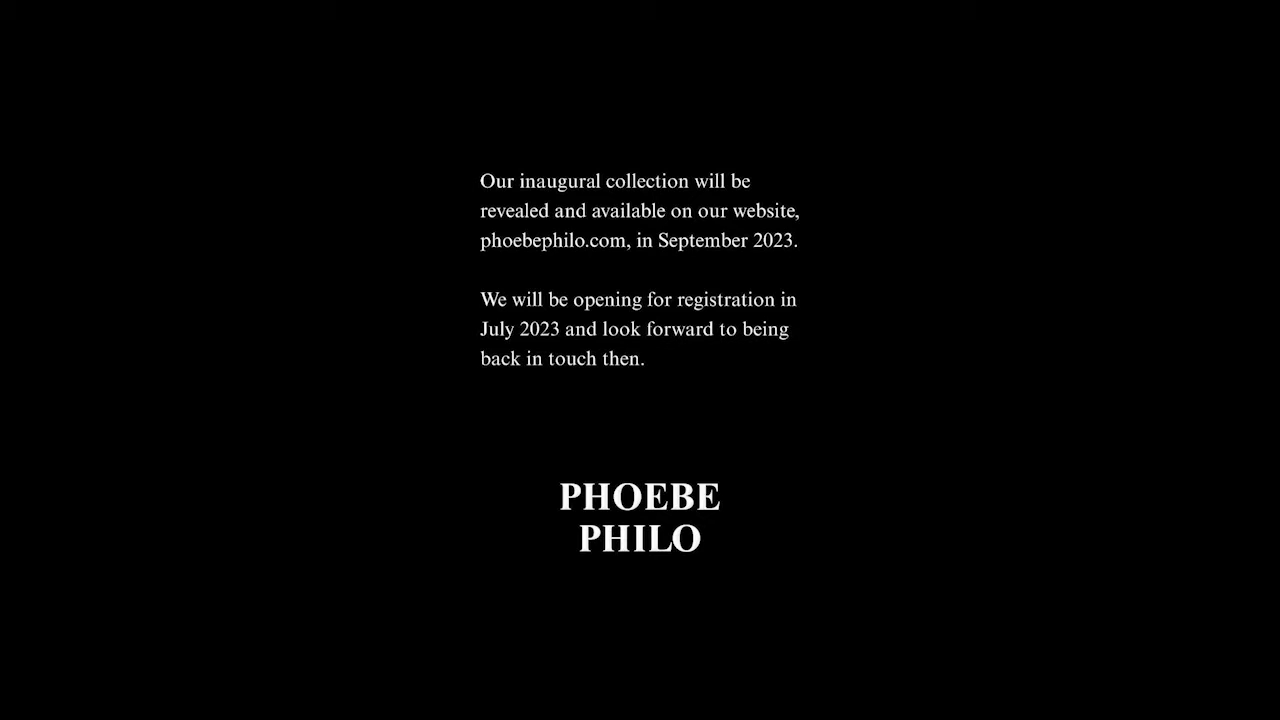 Our inaugural collection will be
revealed and available on our website,
phoebephilo.com, in September 2023.
We will be opening for registration in
July 2023 and look forward to being
back in touch then.
PHOEBE
PHILO